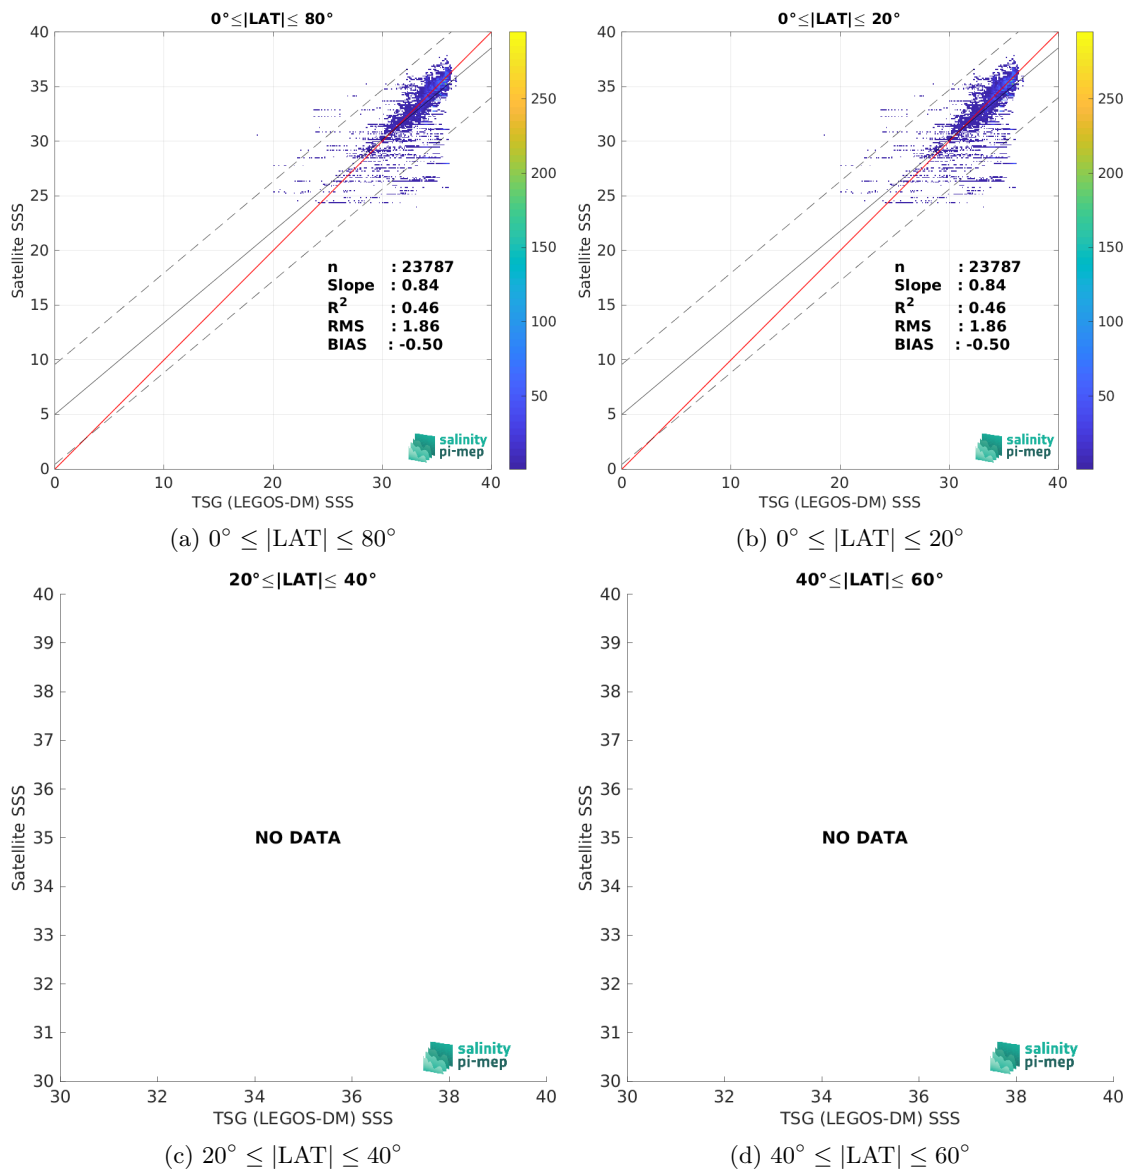 0°≤|LAT|≤ 80°
40
35
30
25
20
15
10
5
0
Satellite SSS
n : 23787
Slope : 0.84
R² : 0.46
RMS : 1.86
BIAS : -0.50
salinity
pi-mep
0 10 20 30 40
TSG (LEGOS-DM) SSS
250
200
150
100
50
(a) 0° ≤ |LAT| ≤ 80°
0°≤|LAT|≤ 20°
40
35
30
25
20
15
10
5
0
Satellite SSS
n : 23787
Slope : 0.84
R² : 0.46
RMS : 1.86
BIAS : -0.50
salinity
pi-mep
0 10 20 30 40
TSG (LEGOS-DM) SSS
250
200
150
100
50
(b) 0° ≤ |LAT| ≤ 20°
20°≤|LAT|≤ 40°
40
39
38
37
36
35
34
33
32
31
30
Satellite SSS
NO DATA
salinity
pi-mep
30 32 34 36 38 40
TSG (LEGOS-DM) SSS
(c) 20° ≤ |LAT| ≤ 40°
40°≤|LAT|≤ 60°
40
39
38
37
36
35
34
33
32
31
30
Satellite SSS
NO DATA
salinity
pi-mep
30 32 34 36 38 40
TSG (LEGOS-DM) SSS
(d) 40° ≤ |LAT| ≤ 60°